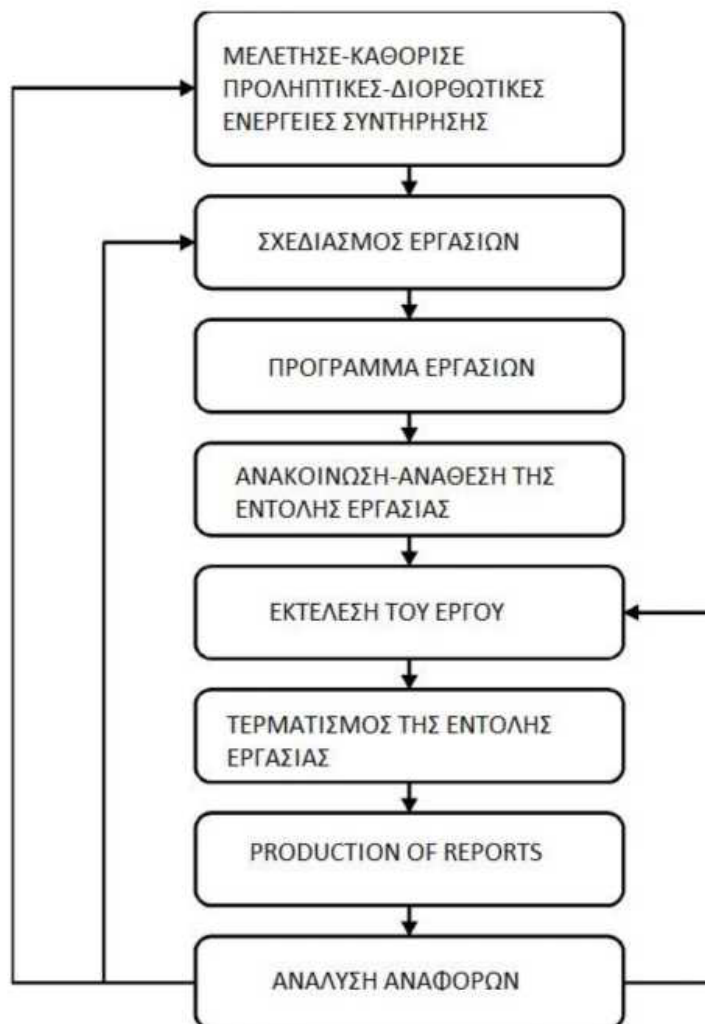 ΜΕΛΕΤΗΣΕ-ΚΑΘΟΡΙΣΕ
ΠΡΟΛΗΠΤΙΚΕΣ-ΔΙΟΡΘΩΤΙΚΕΣ
ΕΝΕΡΓΕΙΕΣ ΣΥΝΤΗΡΗΣΗΣ
ΣΧΕΔΙΑΣΜΟΣ ΕΡΓΑΣΙΩΝ
ΠΡΟΓΡΑΜΜΑ ΕΡΓΑΣΙΩΝ
ΑΝΑΚΟΙΝΩΣΗ-ΑΝΑΘΕΣΗ ΤΗΣ
ΕΝΤΟΛΗΣ ΕΡΓΑΣΙΑΣ
ΕΚΤΕΛΕΣΗ ΤΟΥ ΕΡΓΟΥ
ΤΕΡΜΑΤΙΣΜΟΣ ΤΗΣ ΕΝΤΟΛΗΣ
ΕΡΓΑΣΙΑΣ
PRODUCTION OF REPORTS
ΑΝΑΛΥΣΗ ΑΝΑΦΟΡΩΝ